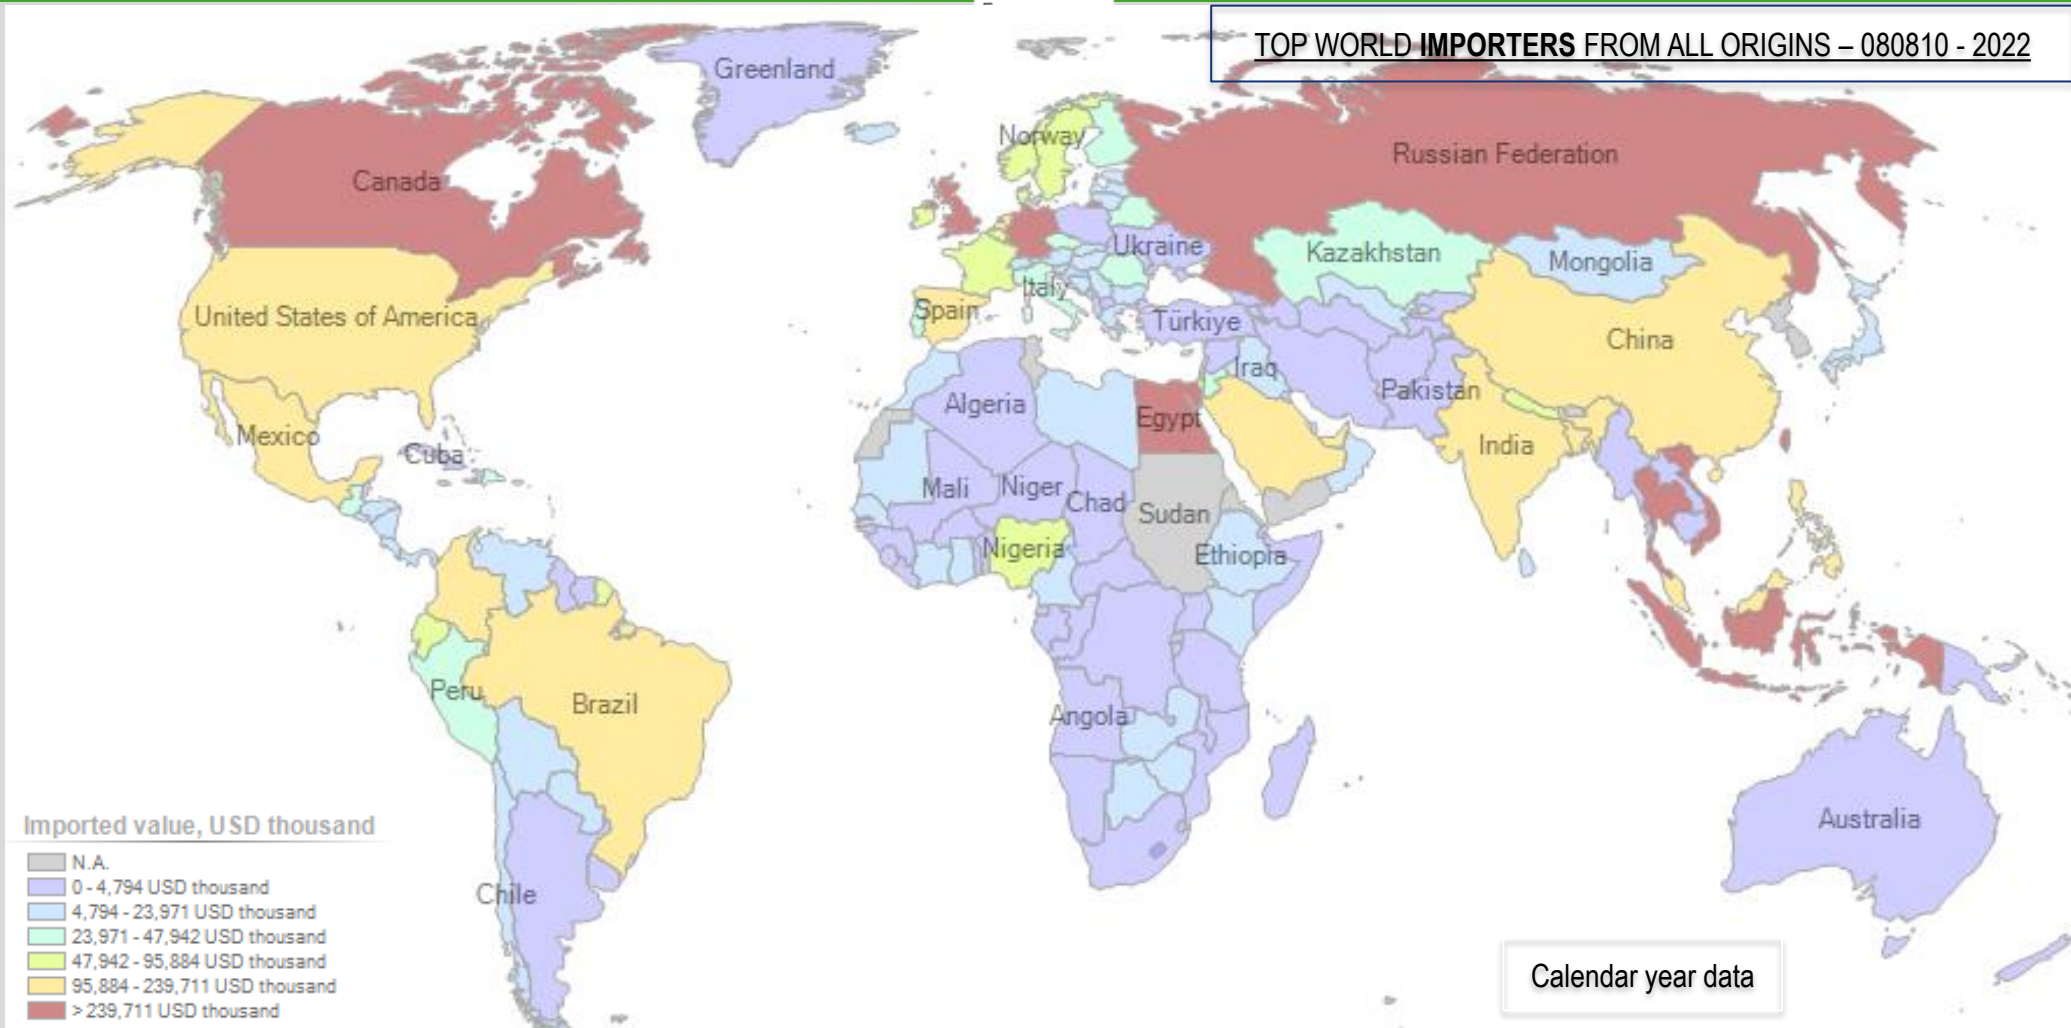 TOP WORLD IMPORTERS FROM ALL ORIGINS – 080810 - 2022
Greenland
Norway
Canada
Russian Federation
Ukraine
Kazakhstan
Mongolia
Italy
United States of America
Spain
Türkiye
China
Iraq
Pakistan
Algeria
Egypt
Mexico
Cuba
India
Mali
Niger
Chad
Sudan
Nigeria
Ethiopia
Peru
Brazil
Angola
Australia
Chile
Imported value, USD thousand
N.A.
0 - 4,794 USD thousand
4,794 - 23,971 USD thousand
23,971 - 47,942 USD thousand
47,942 - 95,884 USD thousand
95,884 - 239,711 USD thousand
> 239,711 USD thousand
Calendar year data